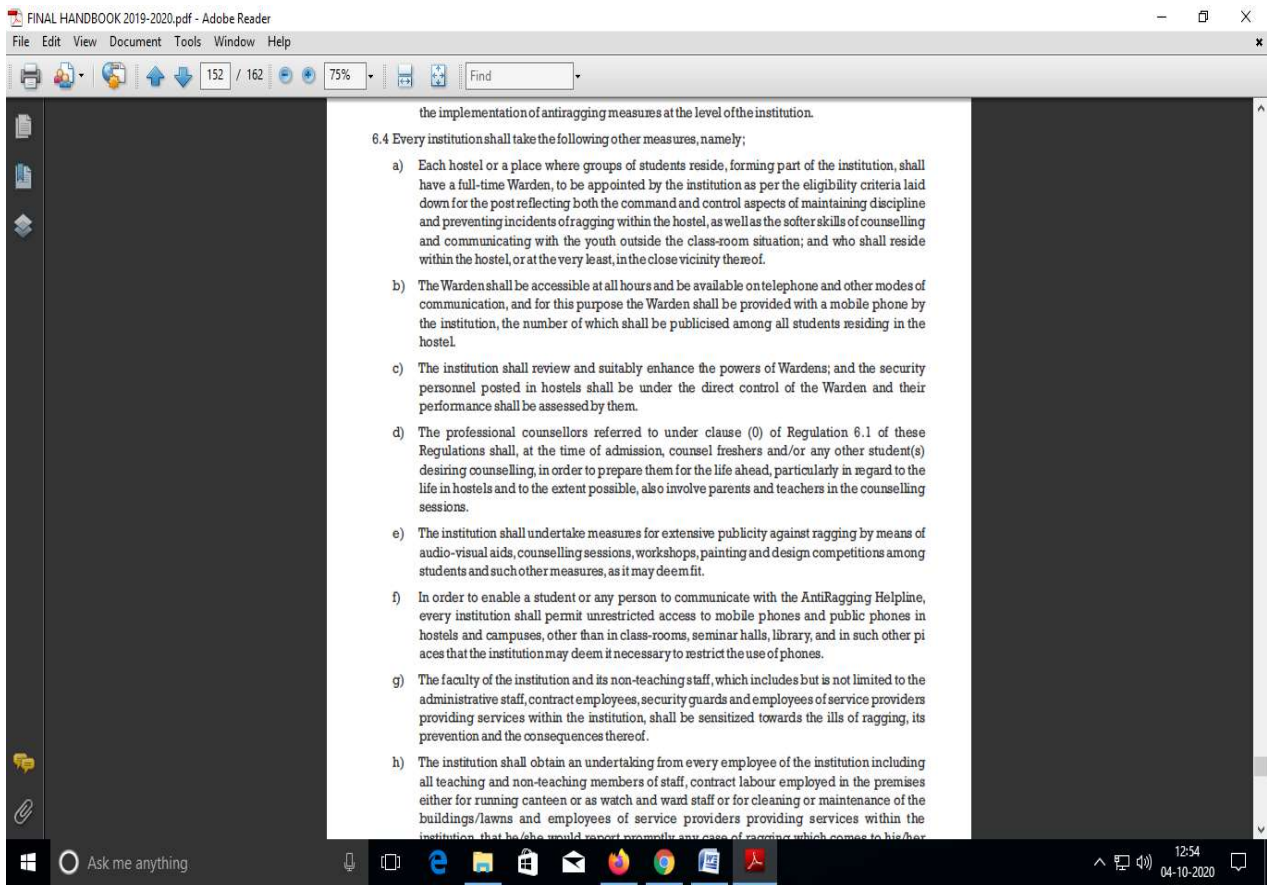 FINAL HANDBOOK 2019-2020.pdf - Adobe Reader
File Edit View Document Tools Window Help
152 / 162 75% Find
the implementation of antiragging measures at the level of the institution.
6.4 Every institution shall take the following other measures, namely;
a) Each hostel or a place where groups of students reside, forming part of the institution, shall
have a full-time Warden, to be appointed by the institution as per the eligibility criteria laid
down for the post reflecting both the command and control aspects of maintaining discipline
and preventing incidents of ragging within the hostel, as well as the softer skills of counselling
and communicating with the youth outside the class-room situation; and who shall reside
within the hostel, or at the very least, in the close vicinity thereof.
b) The Warden shall be accessible at all hours and be available on telephone and other modes of
communication, and for this purpose the Warden shall be provided with a mobile phone by
the institution, the number of which shall be publicised among all students residing in the
hostel.
c) The institution shall review and suitably enhance the powers of Wardens; and the security
personnel posted in hostels shall be under the direct control of the Warden and their
performance shall be assessed by them.
d) The professional counsellors referred to under clause (0) of Regulation 6.1 of these
Regulations shall, at the time of admission, counsel freshers and/or any other student(s)
desiring counselling, in order to prepare them for the life ahead, particularly in regard to the
life in hostels and to the extent possible, also involve parents and teachers in the counselling
sessions.
e) The institution shall undertake measures for extensive publicity against ragging by means of
audio-visual aids, counselling sessions, workshops, painting and design competitions among
students and such other measures, as it may deem fit.
f) In order to enable a student or any person to communicate with the AntiRagging Helpline,
every institution shall permit unrestricted access to mobile phones and public phones in
hostels and campuses, other than in class-rooms, seminar halls, library, and in such other pi
aces that the institution may deem it necessary to restrict the use of phones.
g) The faculty of the institution and its non-teaching staff, which includes but is not limited to the
administrative staff, contract employees, security guards and employees of service providers
providing services within the institution, shall be sensitized towards the ills of ragging, its
prevention and the consequences thereof.
h) The institution shall obtain an undertaking from every employee of the institution including
all teaching and non-teaching members of staff, contract labour employed in the premises
either for running canteen or as watch and ward staff or for cleaning or maintenance of the
buildings/lawns and employees of service providers providing services within the
institution, that he/she would report promptly any case of ragging which comes to his/her
Ask me anything
12:54
04-10-2020